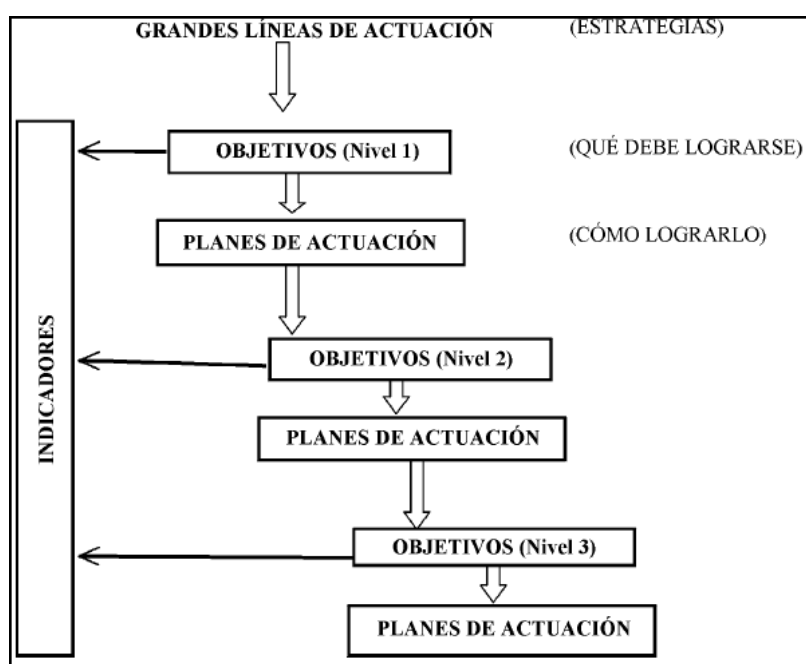 GRANDES LÍNEAS DE ACTUACIÓN (ESTRATEGIAS)
OBJETIVOS (Nivel 1) (QUÉ DEBE LOGRARSE)
PLANES DE ACTUACIÓN (CÓMO LOGRARLO)
INDICADORES
OBJETIVOS (Nivel 2)
PLANES DE ACTUACIÓN
OBJETIVOS (Nivel 3)
PLANES DE ACTUACIÓN